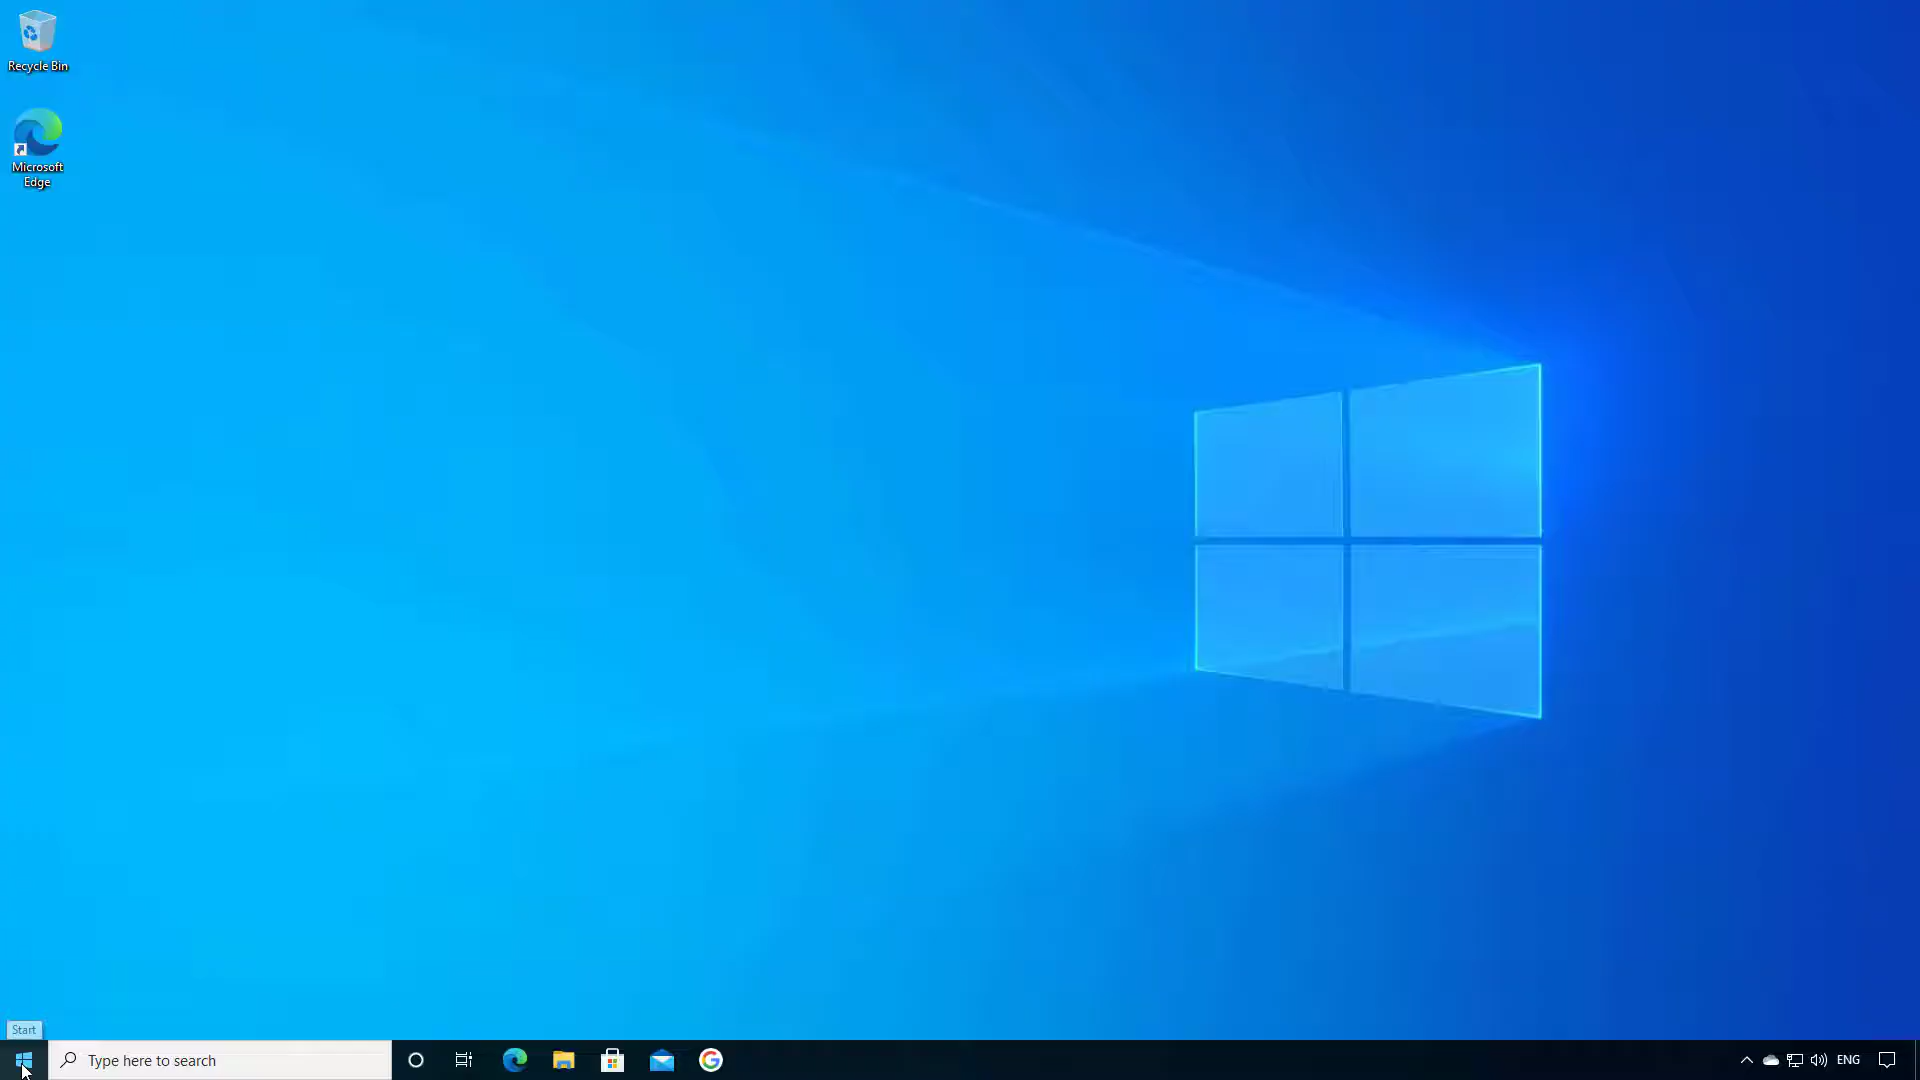 Recycle Bin
Microsoft
Edge
Start
Type here to search
ENG